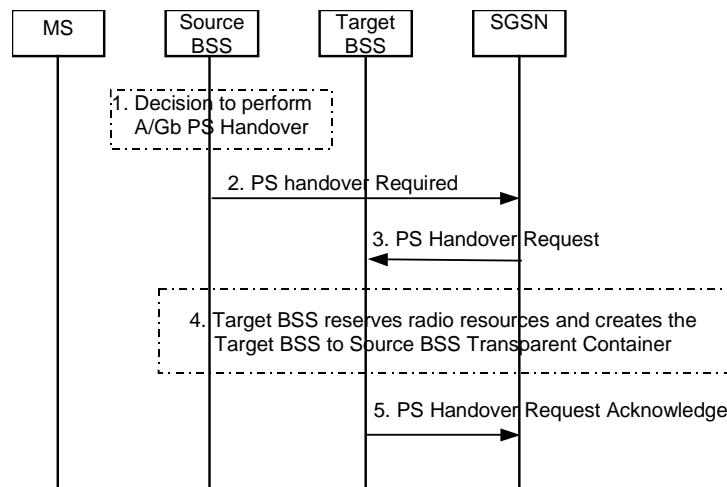 MS
Source
BSS
Target
BSS
SGSN
1. Decision to perform
A/Gb PS Handover
2. PS handover Required
3. PS Handover Request
4. Target BSS reserves radio resources and creates the
Target BSS to Source BSS Transparent Container
5. PS Handover Request Acknowledge